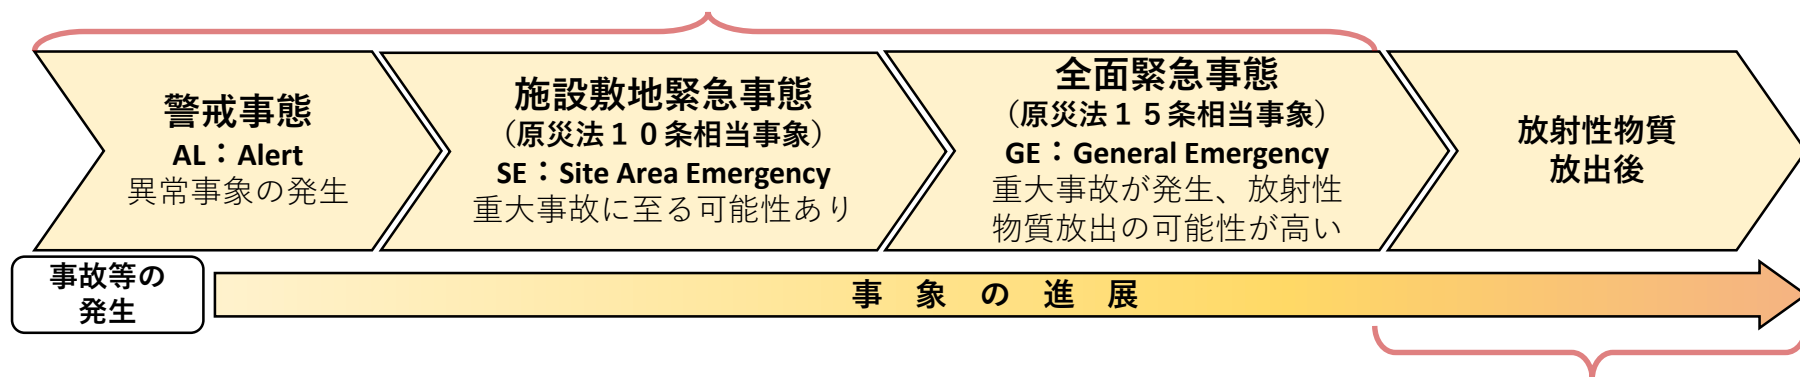 警戒事態
AL：Alert
異常事象の発生
施設敷地緊急事態
（原災法１０条相当事象）
SE：Site Area Emergency
重大事故に至る可能性あり
全面緊急事態
（原災法１５条相当事象）
GE：General Emergency
重大事故が発生、放射性
物質放出の可能性が高い
放射性物質
放出後
事故等の
発生
事象の進展